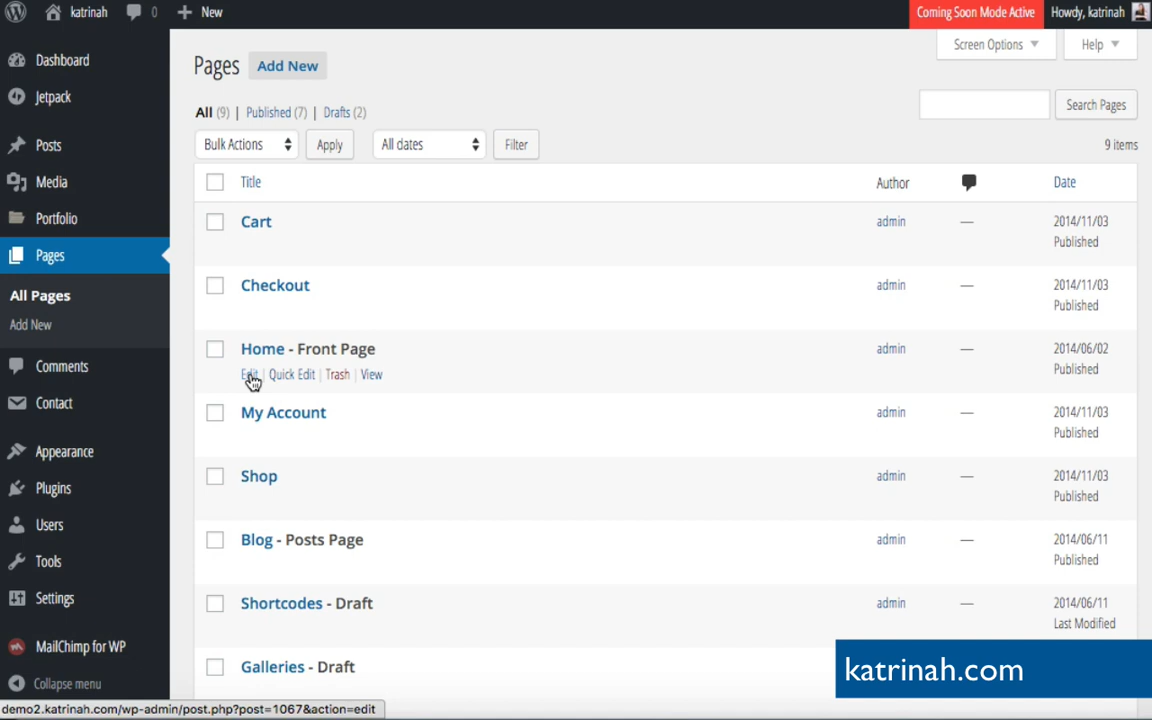 katrinah 0 New Coming Soon Mode Active Howdy, katrinah
Dashboard
Jetpack
Posts
Media
Portfolio
Pages
All Pages
Add New
Comments
Contact
Appearance
Plugins
Users
Tools
Settings
MailChimp for WP
Collapse menu
Screen Options Help
Pages Add New
All (9) | Published (7) | Drafts (2)
Search Pages
Bulk Actions Apply All dates Filter 9 items
Title Author Date
Cart admin — 2014/11/03
Published
Checkout admin — 2014/11/03
Published
Home - Front Page admin — 2014/06/02
Edit | Quick Edit | Trash | View Published
My Account admin — 2014/11/03
Published
Shop admin — 2014/11/03
Published
Blog - Posts Page admin — 2014/06/11
Published
Shortcodes - Draft admin — 2014/06/11
Last Modified
Galleries - Draft
katrinah.com
demo2.katrinah.com/wp-admin/post.php?post=1067&action=edit